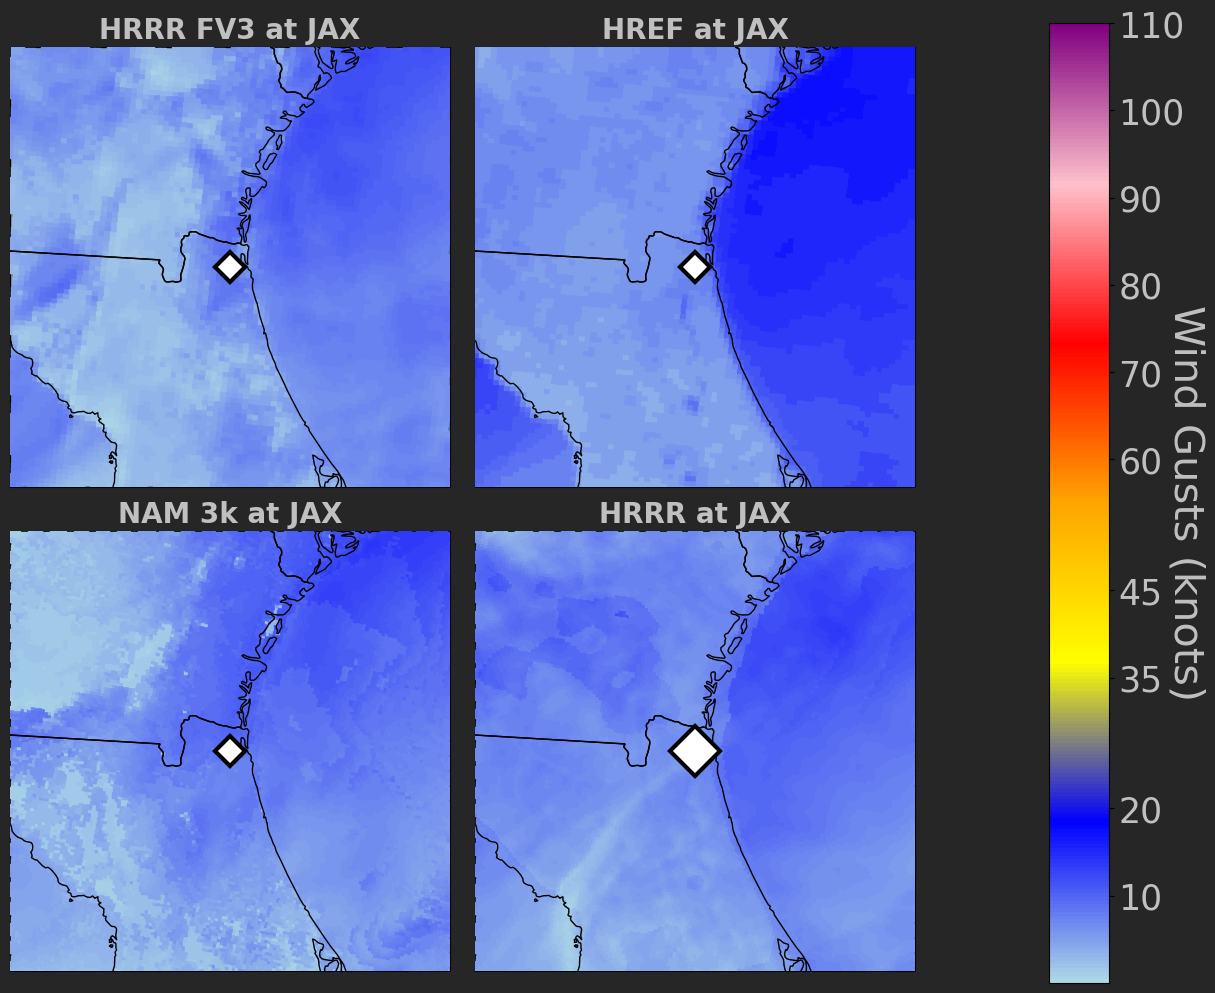 HRRR FV3 at JAX
HREF at JAX
NAM 3k at JAX
HRRR at JAX
110
100
90
80
70
60
45
35
20
10
Wind Gusts (knots)